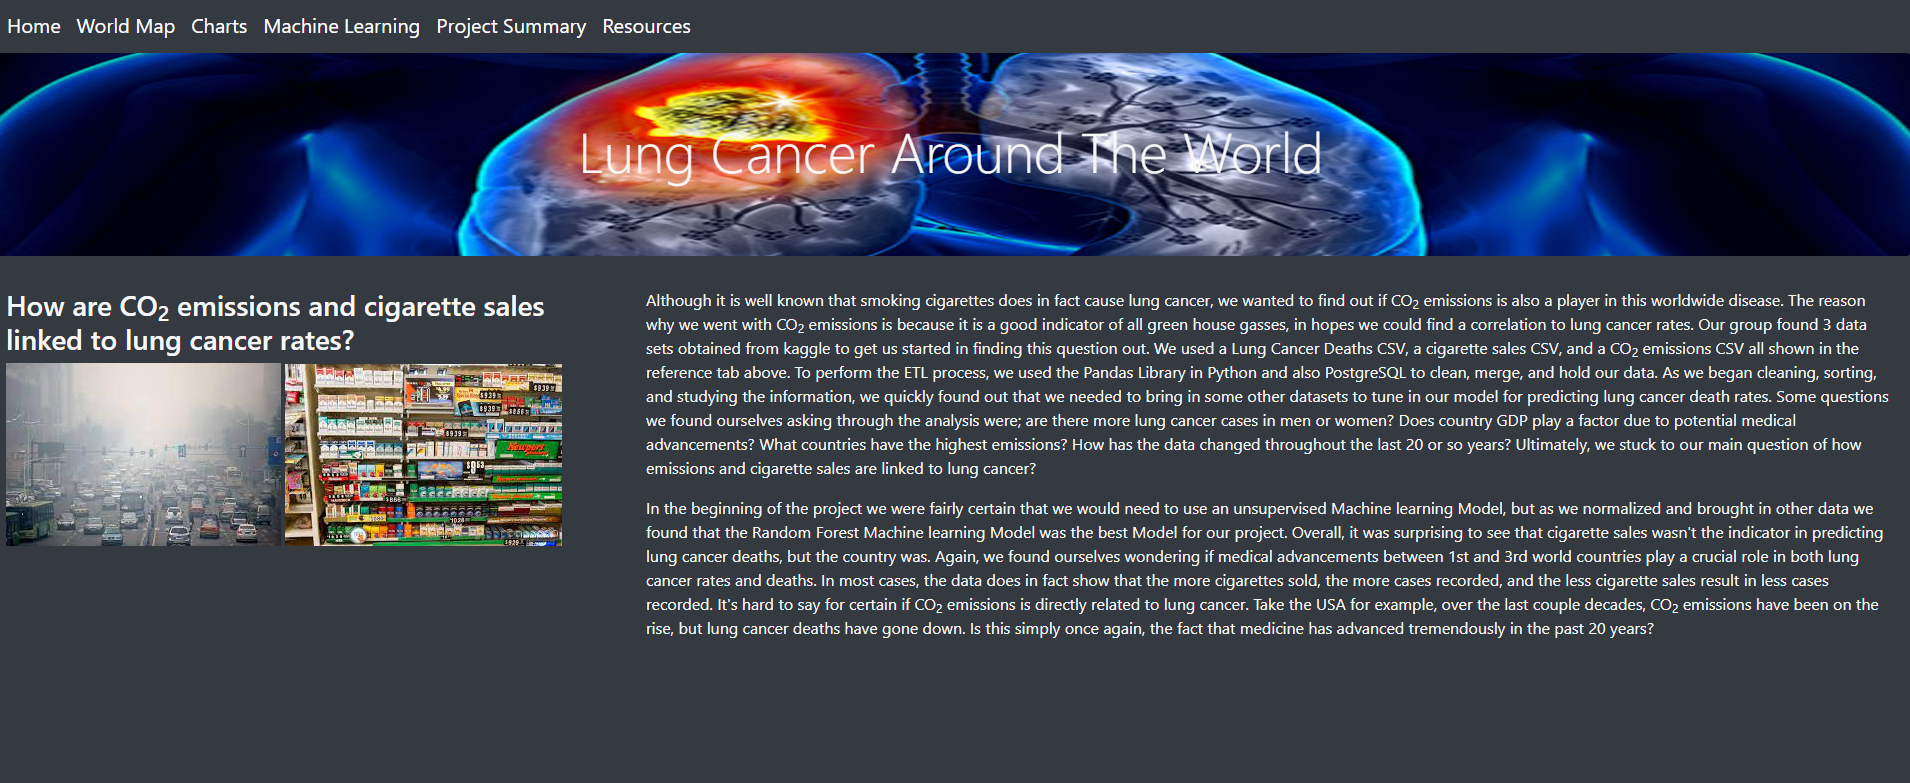 Home World Map Charts Machine Learning Project Summary Resources
Lung Cancer Around The World
How are CO₂ emissions and cigarette sales
linked to lung cancer rates?
Although it is well known that smoking cigarettes does in fact cause lung cancer, we wanted to find out if CO₂ emissions is also a player in this worldwide disease. The reason
why we went with CO₂ emissions is because it is a good indicator of all green house gasses, in hopes we could find a correlation to lung cancer rates. Our group found 3 data
sets obtained from kaggle to get us started in finding this question out. We used a Lung Cancer Deaths CSV, a cigarette sales CSV, and a CO₂ emissions CSV all shown in the
reference tab above. To perform the ETL process, we used the Pandas Library in Python and also PostgreSQL to clean, merge, and hold our data. As we began cleaning, sorting,
and studying the information, we quickly found out that we needed to bring in some other datasets to tune in our model for predicting lung cancer death rates. Some questions
we found ourselves asking through the analysis were; are there more lung cancer cases in men or women? Does country GDP play a factor due to potential medical
advancements? What countries have the highest emissions? How has the data changed throughout the last 20 or so years? Ultimately, we stuck to our main question of how
emissions and cigarette sales are linked to lung cancer?
In the beginning of the project we were fairly certain that we would need to use an unsupervised Machine learning Model, but as we normalized and brought in other data we
found that the Random Forest Machine learning Model was the best Model for our project. Overall, it was surprising to see that cigarette sales wasn't the indicator in predicting
lung cancer deaths, but the country was. Again, we found ourselves wondering if medical advancements between 1st and 3rd world countries play a crucial role in both lung
cancer rates and deaths. In most cases, the data does in fact show that the more cigarettes sold, the more cases recorded, and the less cigarette sales result in less cases
recorded. It's hard to say for certain if CO₂ emissions is directly related to lung cancer. Take the USA for example, over the last couple decades, CO₂ emissions have been on the
rise, but lung cancer deaths have gone down. Is this simply once again, the fact that medicine has advanced tremendously in the past 20 years?